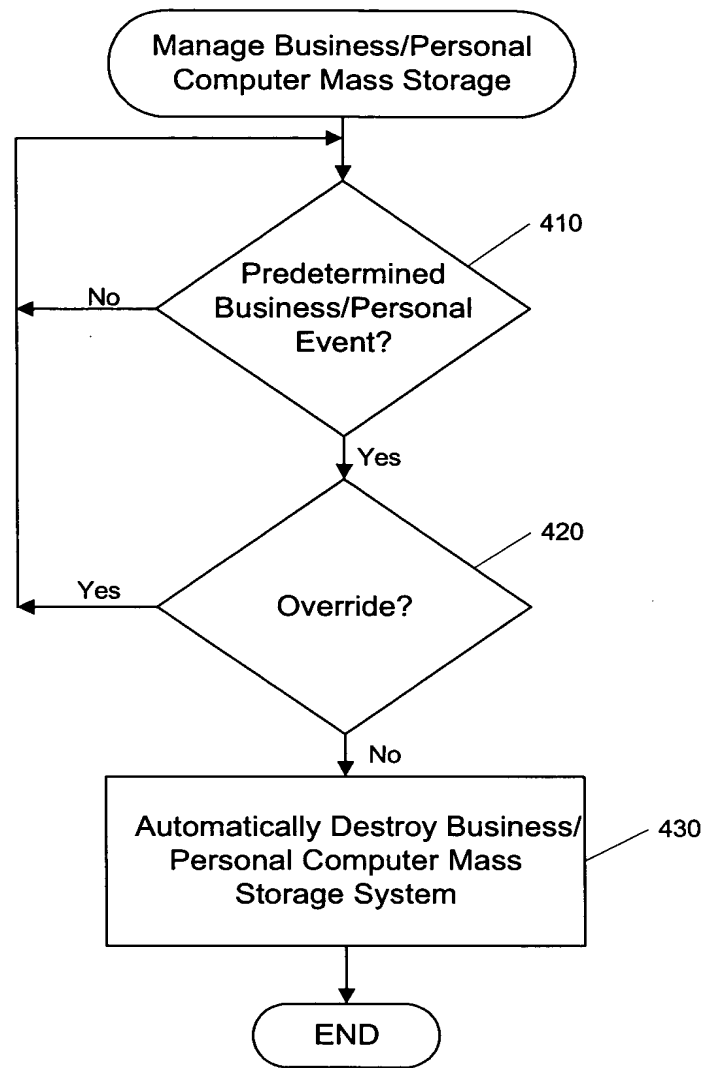 Manage Business/Personal
Computer Mass Storage
410
Predetermined
Business/Personal
Event?
No
Yes
420
Override?
Yes
No
430
Automatically Destroy Business/
Personal Computer Mass
Storage System
END